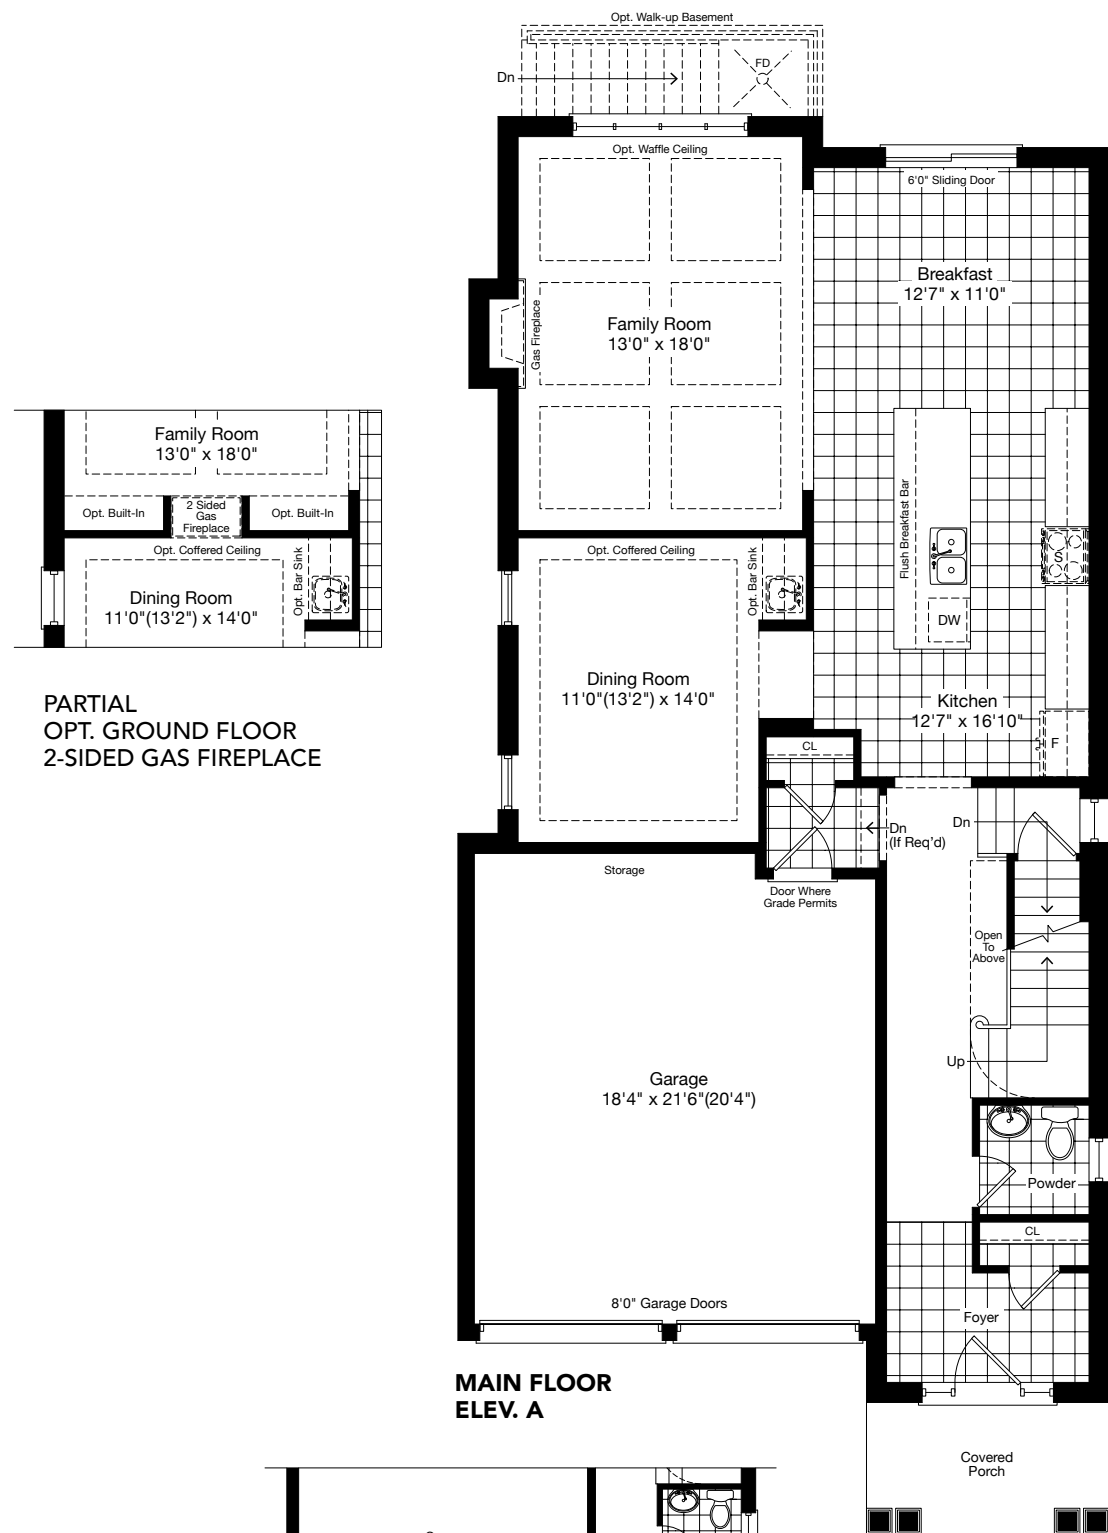 Opt. Walk-up Basement
FD
Dn
Opt. Waffle Ceiling
6'0" Sliding Door
Breakfast
12'7" x 11'0"
Family Room
13'0" x 18'0"
Gas Fireplace
Family Room
13'0" x 18'0"
Opt. Built-In
2 Sided
Gas
Fireplace
Opt. Built-In
Opt. Coffered Ceiling
Opt. Bar Sink
Dining Room
11'0"(13'2") x 14'0"
PARTIAL
OPT. GROUND FLOOR
2-SIDED GAS FIREPLACE
Opt. Coffered Ceiling
Opt. Bar Sink
Flush Breakfast Bar
S
DW
Dining Room
11'0"(13'2") x 14'0"
Kitchen
12'7" x 16'10"
F
CL
Dn
(If Req'd)
Dn
Storage
Door Where
Grade Permits
Open
To
Above
Up
Garage
18'4" x 21'6"(20'4")
Powder
CL
8'0" Garage Doors
Foyer
MAIN FLOOR
ELEV. A
Covered
Porch